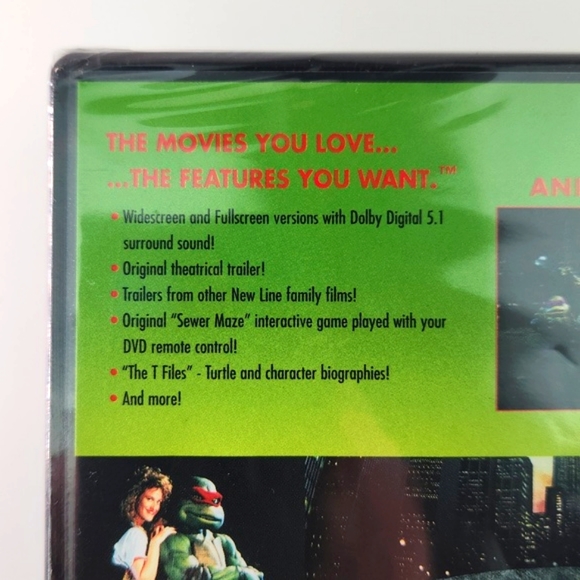 THE MOVIES YOU LOVE...
...THE FEATURES YOU WANT.™
• Widescreen and Fullscreen versions with Dolby Digital 5.1
surround sound!
• Original theatrical trailer!
• Trailers from other New Line family films!
• Original “Sewer Maze” interactive game played with your
DVD remote control!
• “The T Files” - Turtle and character biographies!
• And more!